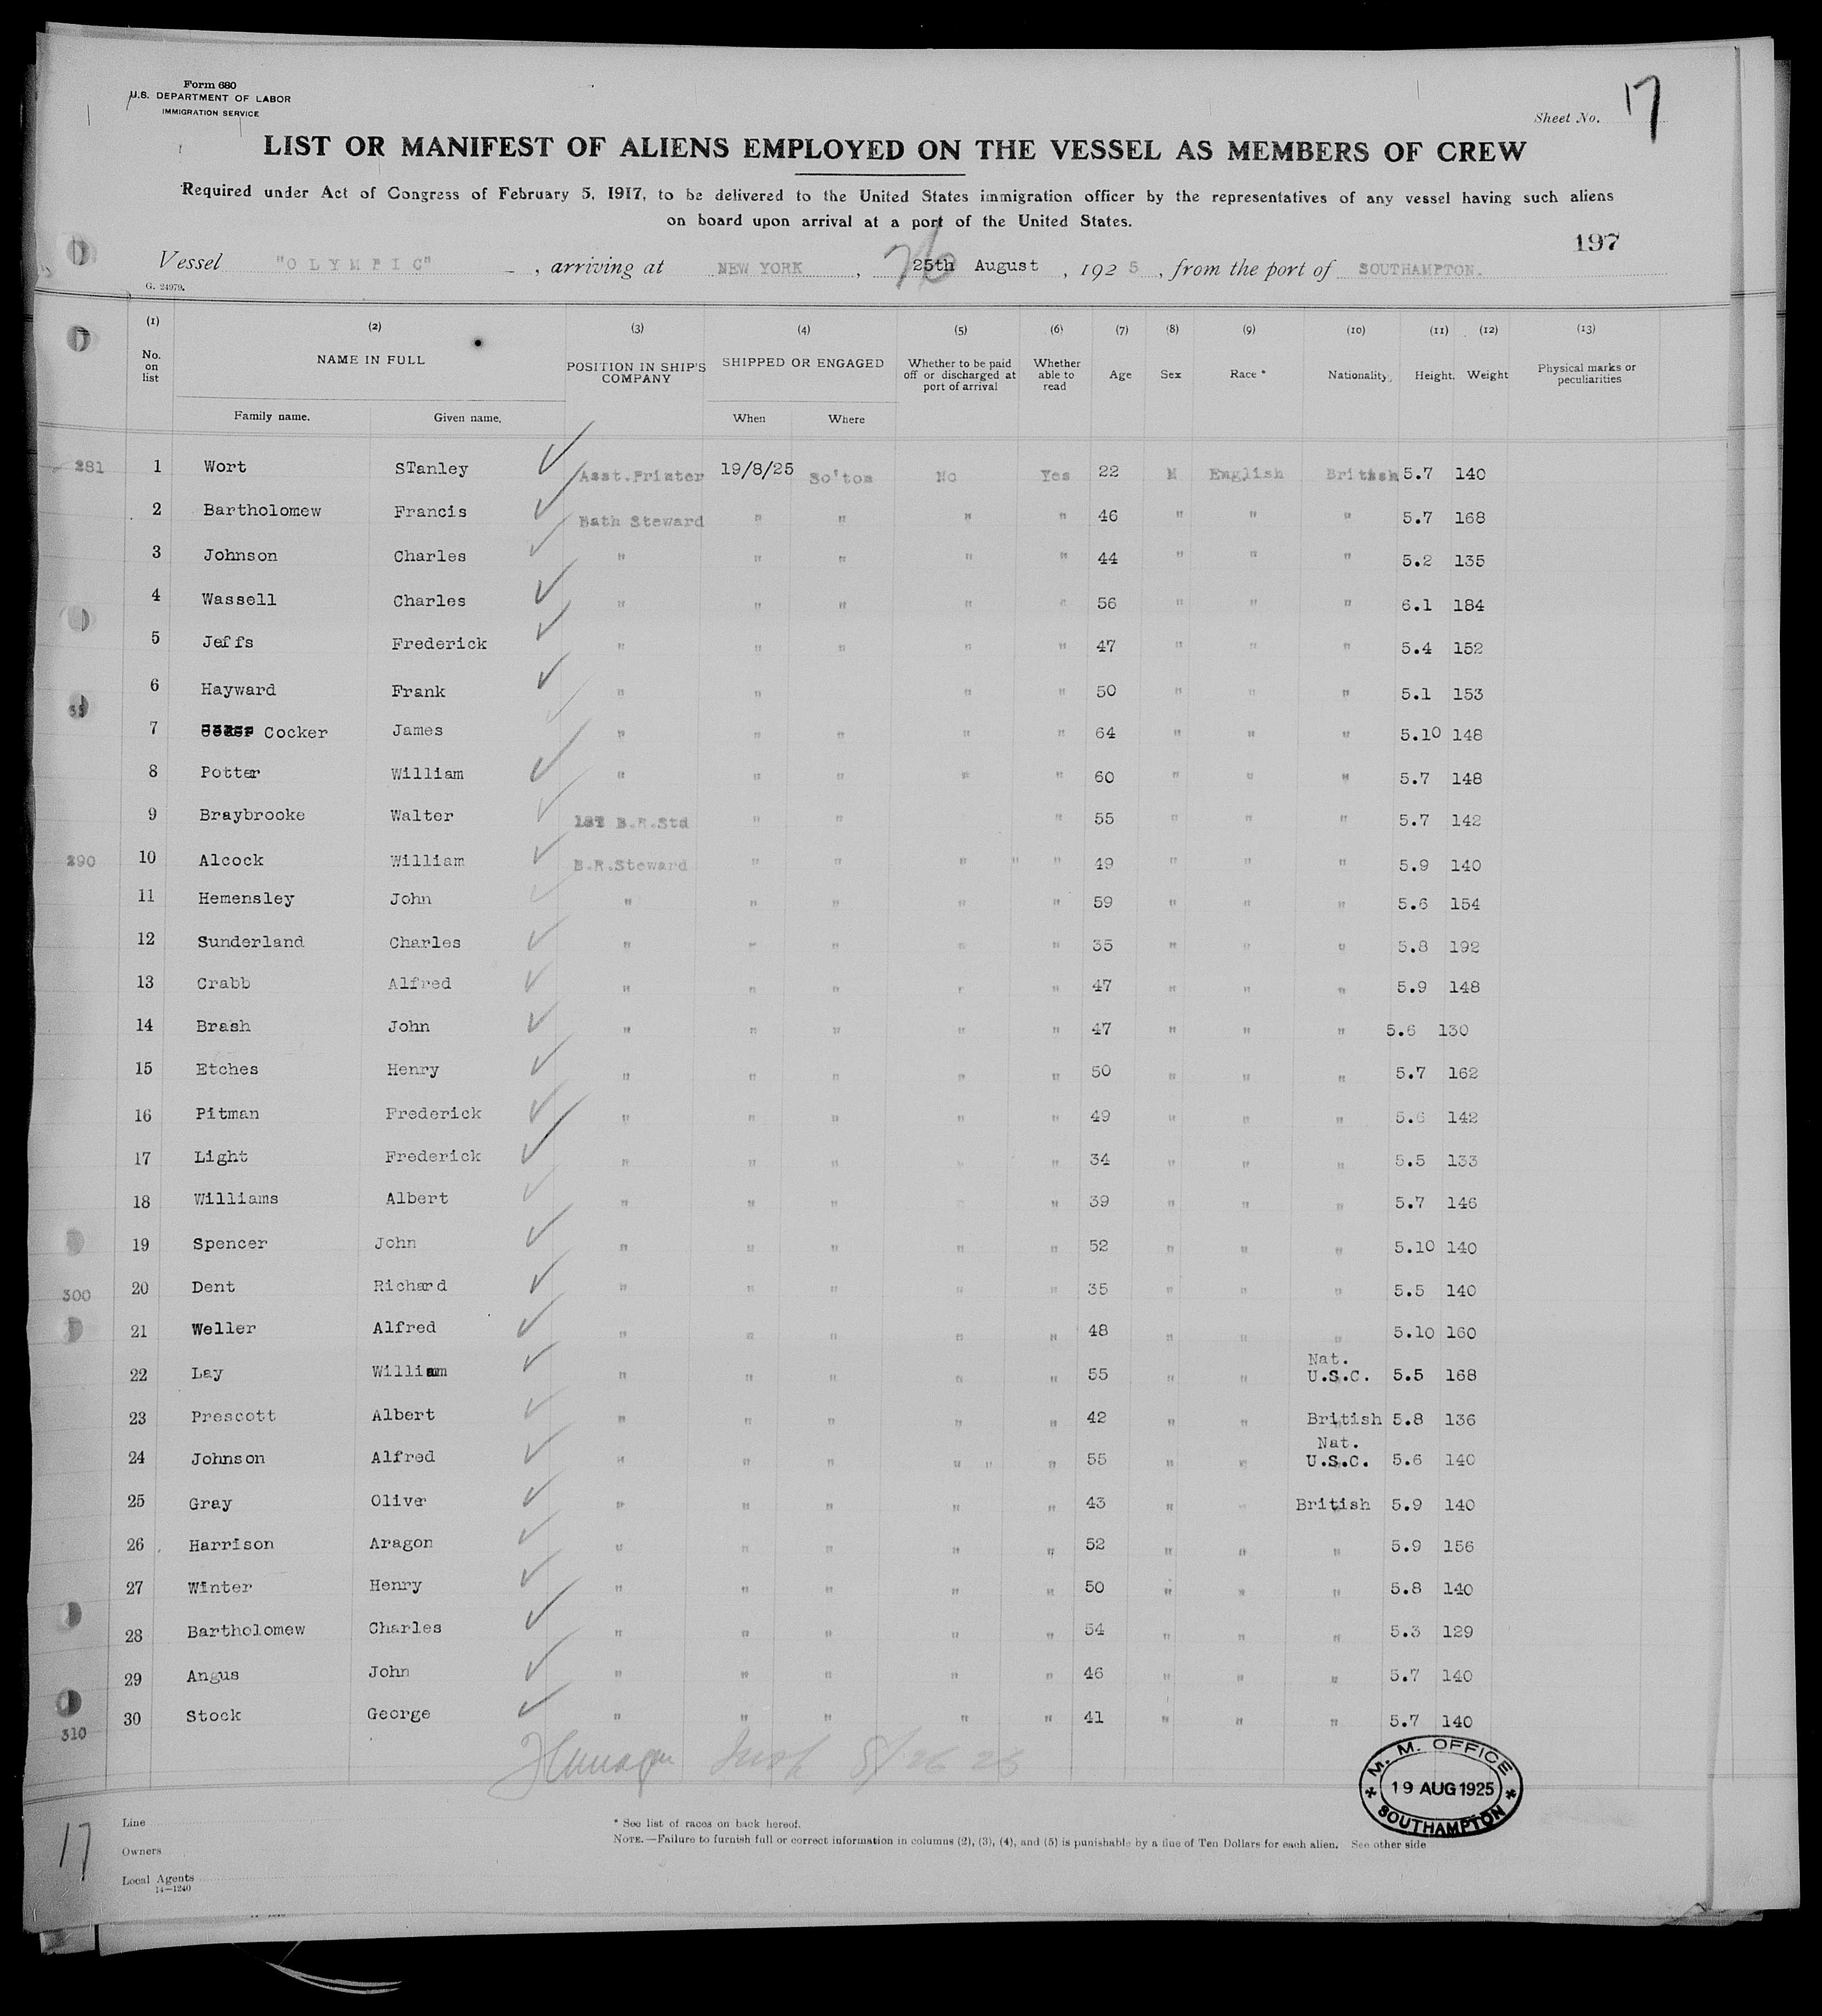 Form 680
U.S. DEPARTMENT OF LABOR
IMMIGRATION SERVICE
Sheet No. 17
LIST OR MANIFEST OF ALIENS EMPLOYED ON THE VESSEL AS MEMBERS OF CREW
Required under Act of Congress of February 5, 1917, to be delivered to the United States immigration officer by the representatives of any vessel having such aliens
on board upon arrival at a port of the United States.
197
Vessel "OLYMPIC" , arriving at NEW YORK , 25th August , 1925 , from the port of SOUTHAMPTON.
26
G. 24979.
(1) (2) (3) (4) (5) (6) (7) (8) (9) (10) (11) (12) (13)
No. on list NAME IN FULL POSITION IN SHIP'S COMPANY SHIPPED OR ENGAGED Whether to be paid off or discharged at port of arrival Whether able to read Age Sex Race * Nationality. Height. Weight Physical marks or peculiarities
Family name. Given name. When Where
281 1 Wort STanley Asst.Printer 19/8/25 So'ton No Yes 22 M English British 5.7 140
2 Bartholomew Francis Bath Steward " " " " 46 " " " 5.7 168
3 Johnson Charles " " " " " 44 " " " 5.2 135
4 Wassell Charles " " " " " 56 " " " 6.1 184
5 Jeffs Frederick " " " " " 47 " " " 5.4 152
6 Hayward Frank " " " " 50 " " " 5.1 153
7 Cocker James " " " " " 64 " " " 5.10 148
8 Potter William " " " " " 60 " " " 5.7 148
9 Braybrooke Walter 1st B.R.Std " " " 55 " " " 5.7 142
290 10 Alcock William B.R.Steward " " " " " 49 " " " 5.9 140
11 Hemensley John " " " " " 59 " " " 5.6 154
12 Sunderland Charles " " " " " 35 " " " 5.8 192
13 Crabb Alfred " " " " " 47 " " " 5.9 148
14 Brash John " " " " " 47 " " " 5.6 130
15 Etches Henry " " " " " 50 " " " 5.7 162
16 Pitman Frederick " " " " " 49 " " " 5.6 142
17 Light Frederick " " " " " 34 " " " 5.5 133
18 Williams Albert " " " " " 39 " " " 5.7 146
19 Spencer John " " " " " 52 " " " 5.10 140
300 20 Dent Richard " " " " " 35 " " " 5.5 140
21 Weller Alfred " " " " " 48 " " " 5.10 160
22 Lay William " " " " " 55 " " Nat. U.S.C. 5.5 168
23 Prescott Albert " " " " " 42 " " British 5.8 136
24 Johnson Alfred " " " " " " 55 " " Nat. U.S.C. 5.6 140
25 Gray Oliver " " " " " 43 " " British 5.9 140
26 Harrison Aragon " " " " " 52 " " " 5.9 156
27 Winter Henry " " " " " 50 " " " 5.8 140
28 Bartholomew Charles " " " " " 54 " " " 5.3 129
29 Angus John " " " " " 46 " " " 5.7 140
310 30 Stock George " " " " " 41 " " " 5.7 140
8/26 25
M. M. OFFICE
19 AUG 1925
SOUTHAMPTON
17
Line
Owners
Local Agents
14—1240
* See list of races on back hereof.
NOTE.—Failure to furnish full or correct information in columns (2), (3), (4), and (5) is punishable by a fine of Ten Dollars for each alien. See other side